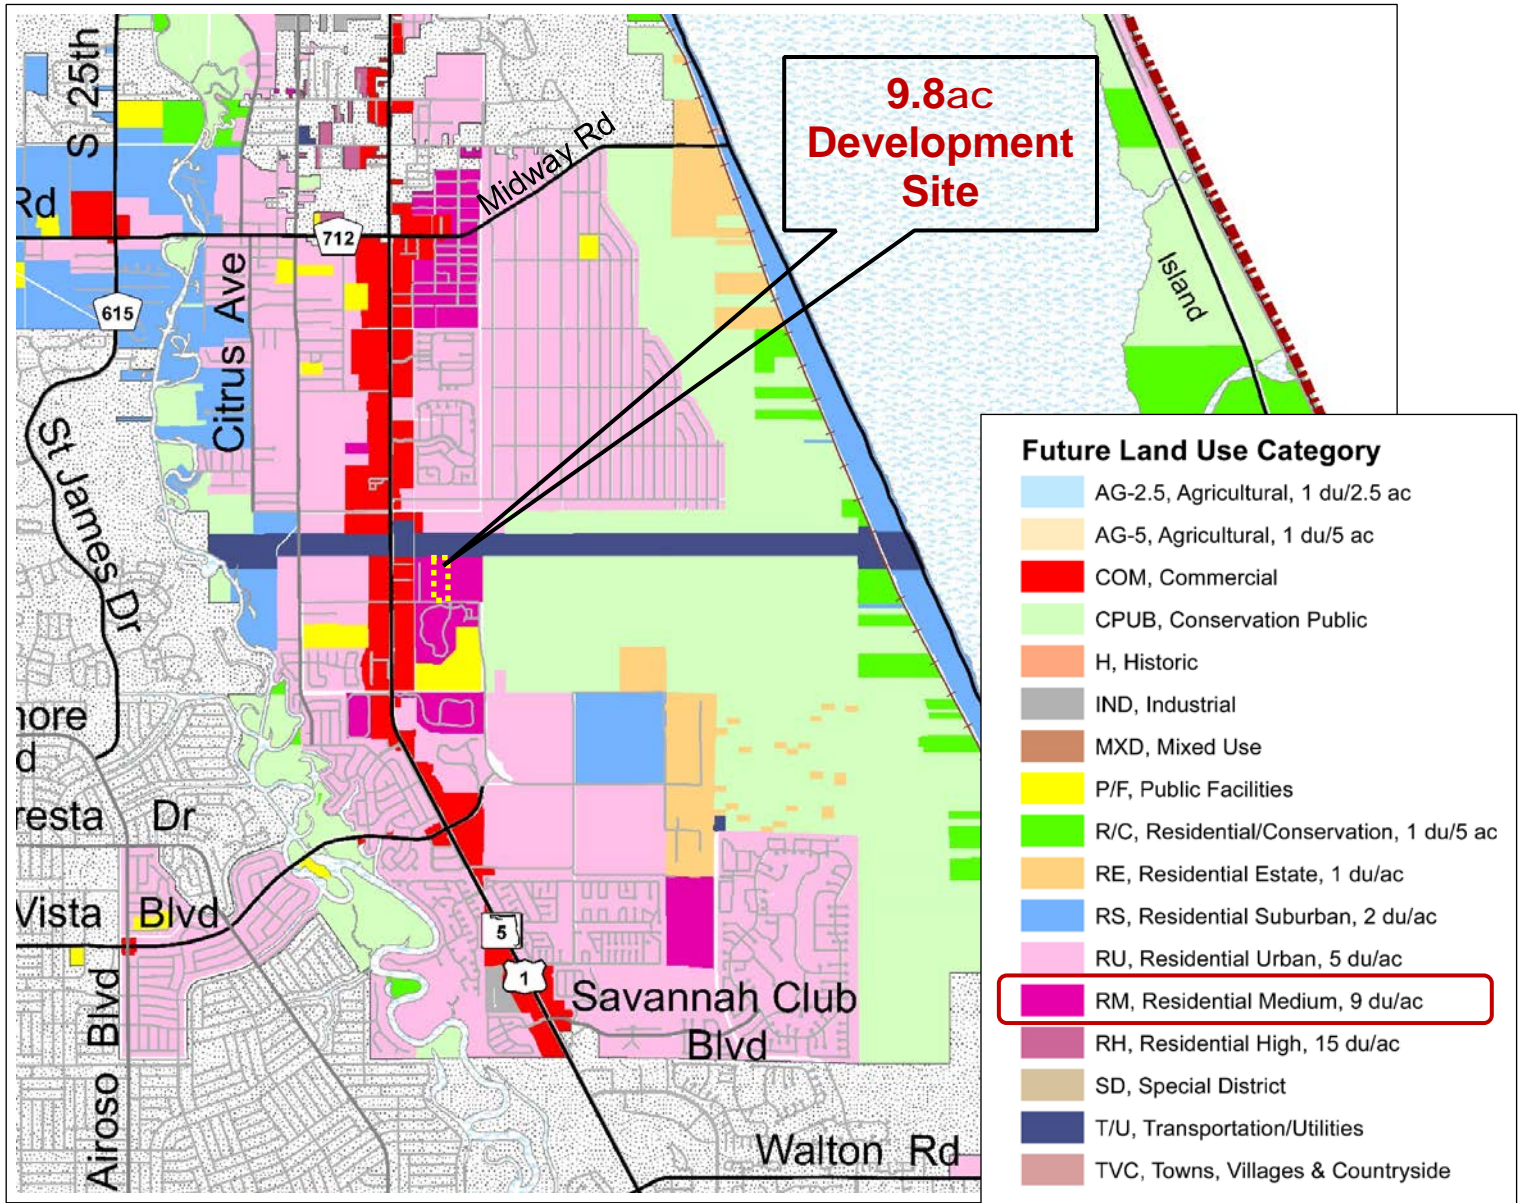 S 25th
9.8ac
Development
Site
Midway Rd
Rd
712
Citrus Ave
615
Island
St James Dr
Future Land Use Category
AG-2.5, Agricultural, 1 du/2.5 ac
AG-5, Agricultural, 1 du/5 ac
COM, Commercial
CPUB, Conservation Public
H, Historic
IND, Industrial
MXD, Mixed Use
P/F, Public Facilities
R/C, Residential/Conservation, 1 du/5 ac
RE, Residential Estate, 1 du/ac
RS, Residential Suburban, 2 du/ac
RU, Residential Urban, 5 du/ac
RM, Residential Medium, 9 du/ac
RH, Residential High, 15 du/ac
SD, Special District
T/U, Transportation/Utilities
TVC, Towns, Villages & Countryside
resta Dr
Vista Blvd
5
1
Savannah Club
Blvd
Airoso Blvd
Walton Rd